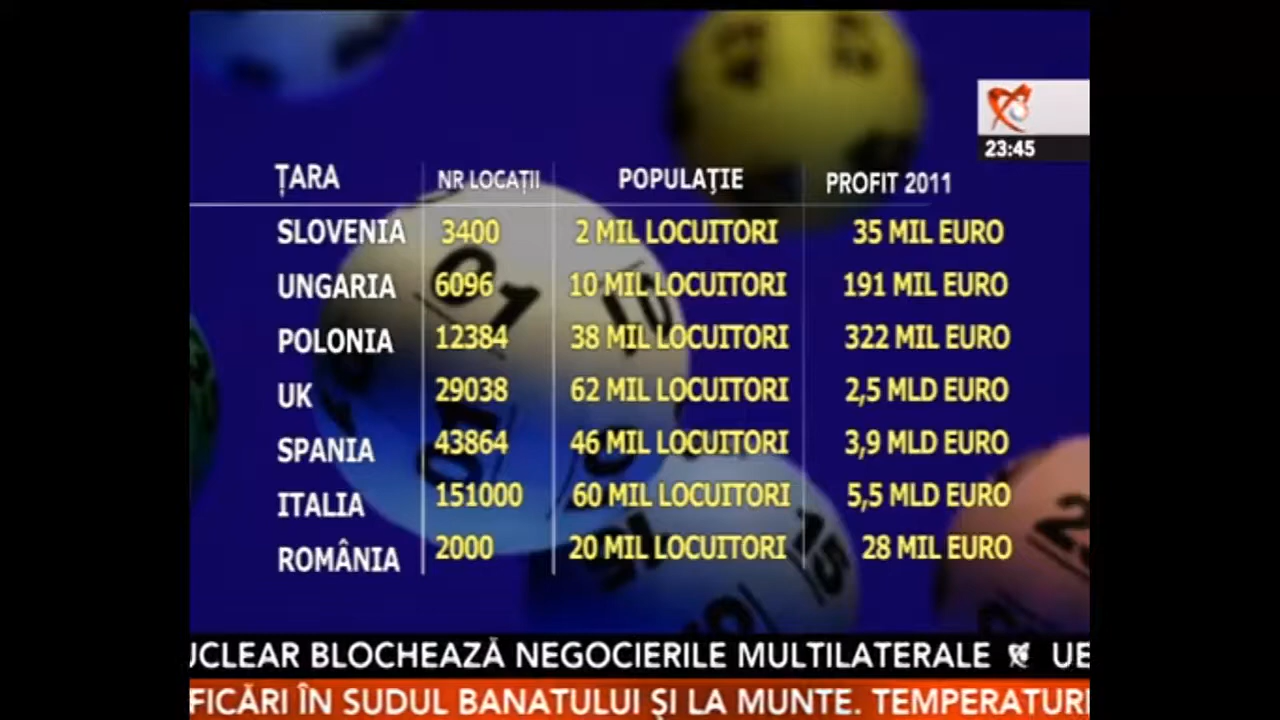 23:45
ȚARA NR LOCAȚII POPULAȚIE PROFIT 2011
SLOVENIA 3400 2 MIL LOCUITORI 35 MIL EURO
UNGARIA 6096 10 MIL LOCUITORI 191 MIL EURO
POLONIA 12384 38 MIL LOCUITORI 322 MIL EURO
UK 29038 62 MIL LOCUITORI 2,5 MLD EURO
SPANIA 43864 46 MIL LOCUITORI 3,9 MLD EURO
ITALIA 151000 60 MIL LOCUITORI 5,5 MLD EURO
ROMÂNIA 2000 20 MIL LOCUITORI 28 MIL EURO
UCLEAR BLOCHEAZĂ NEGOCIERILE MULTILATERALE UE
FICĂRI ÎN SUDUL BANATULUI ȘI LA MUNTE. TEMPERATURI